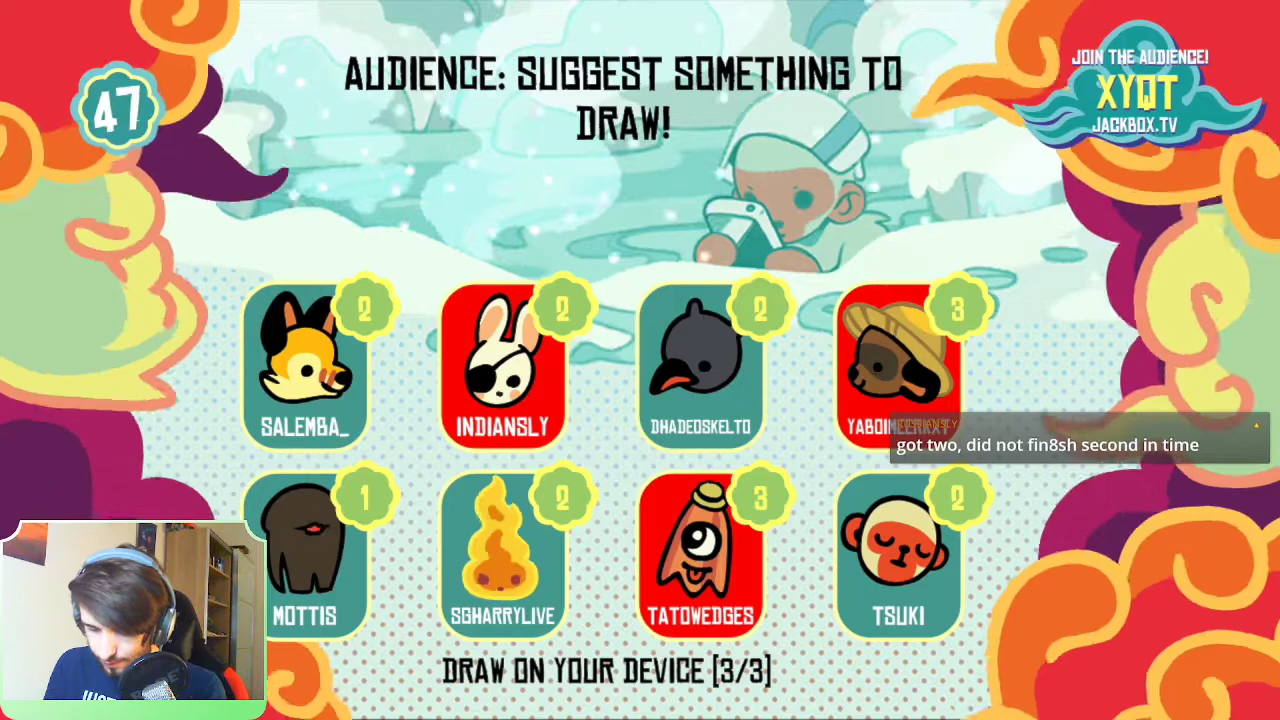 AUDIENCE: SUGGEST SOMETHING TO
DRAW!
47
JOIN THE AUDIENCE!
XYQT
JACKBOX.TV
2
2
2
3
SALEMBA_
INDIANSLY
DHADEOSKELTO
got two, did not fin8sh second in time
1
2
3
2
MOTTIS
SGHARRYLIVE
TATOWEDGES
TSUKI
DRAW ON YOUR DEVICE [3/3]